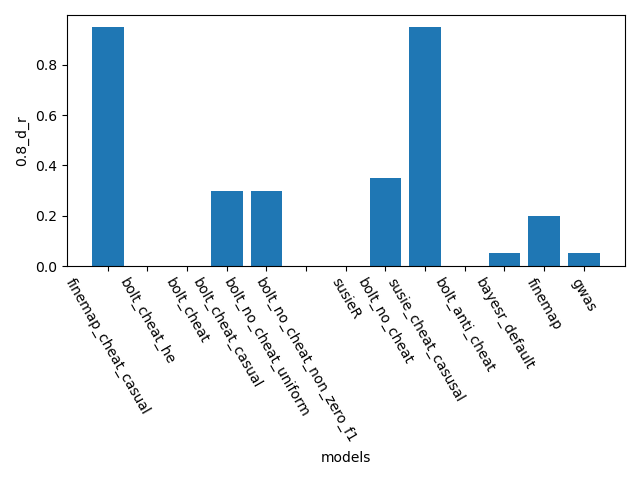 0.8
0.6
0.4
0.2
0.0
0.8_d_r
finemap_cheat_casual
bolt_cheat_he
bolt_cheat
bolt_cheat_casual
bolt_no_cheat_uniform
bolt_no_cheat_non_zero_f1
susieR
bolt_no_cheat
susie_cheat_casusal
bolt_anti_cheat
bayesr_default
finemap
gwas
models